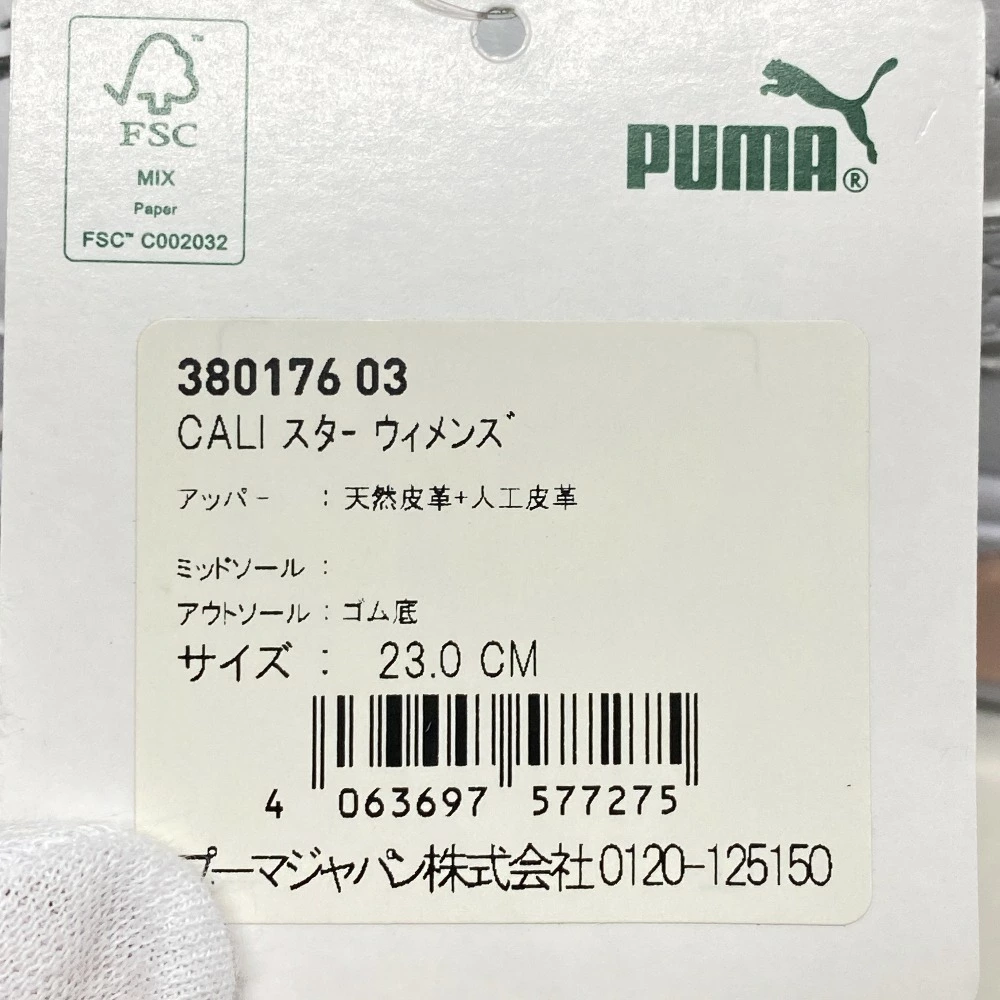 FSC™
MIX
Paper
FSC™ C002032
PUMA®
380176 03
CALI スター ウィメンズ
アッパー : 天然皮革+人工皮革
ミッドソール :
アウトソール : ゴム底
サイズ : 23.0 CM
4 063697 577275
プーマジャパン株式会社0120-125150